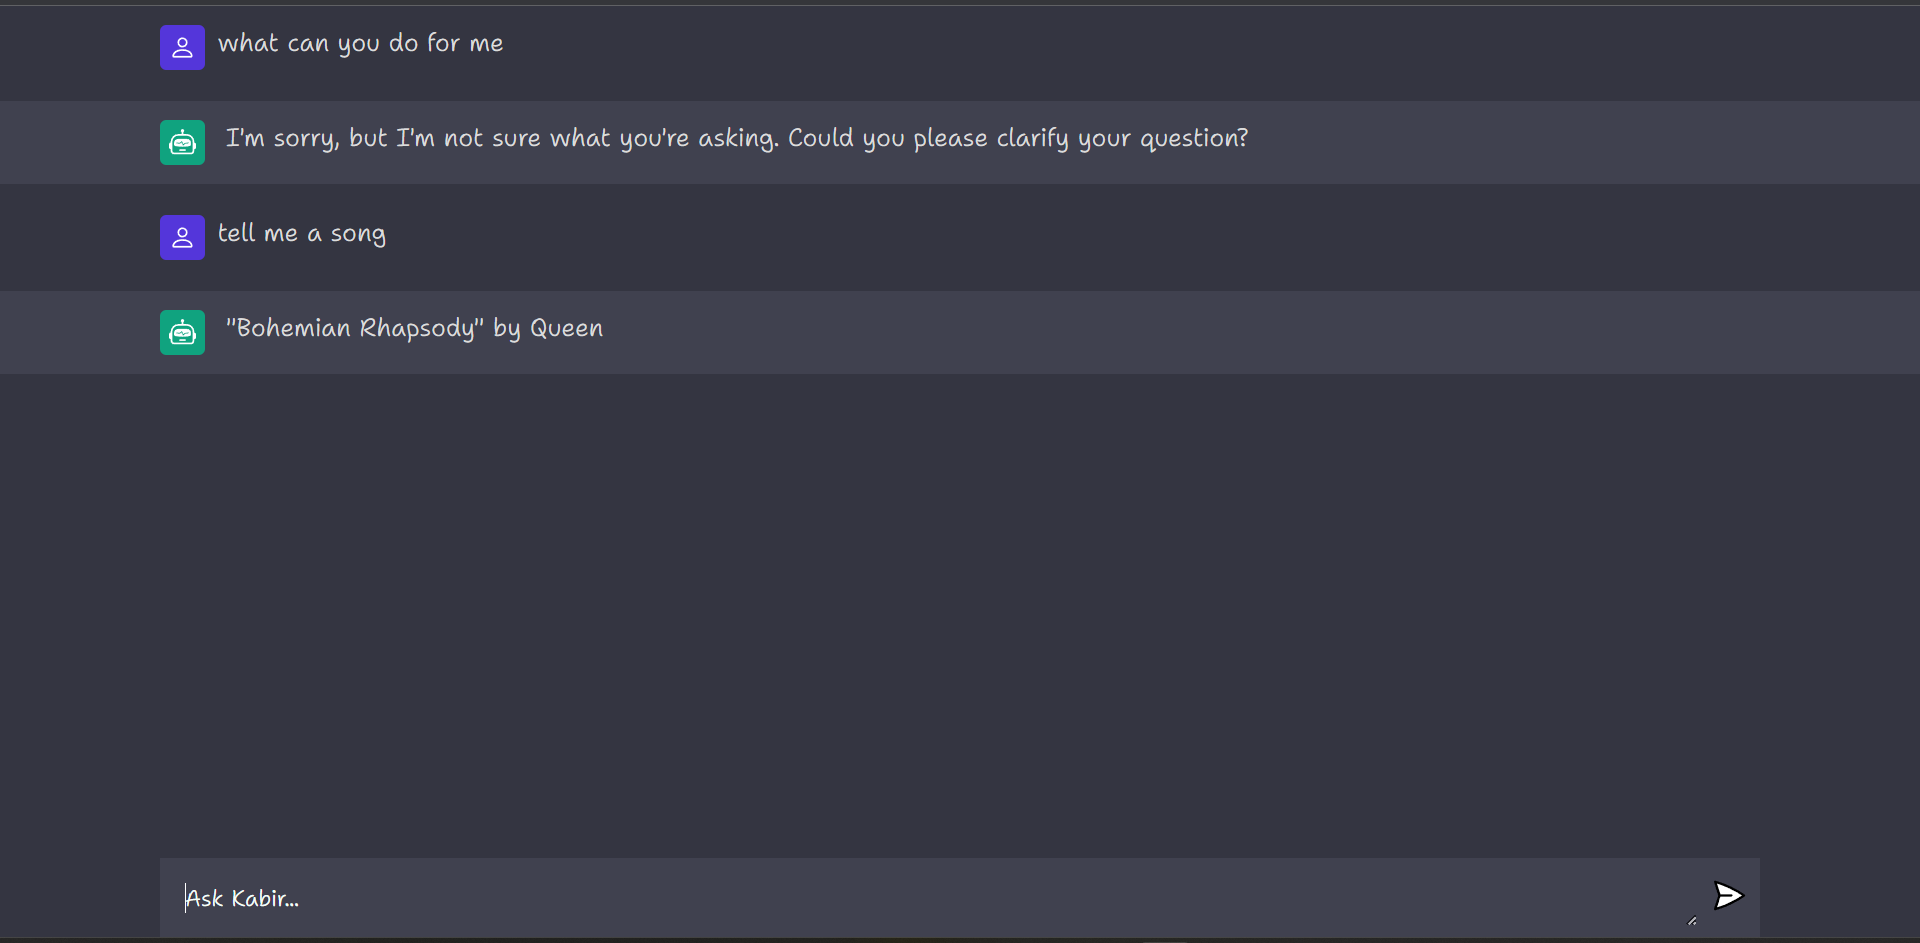 what can you do for me
I'm sorry, but I'm not sure what you're asking. Could you please clarify your question?
tell me a song
"Bohemian Rhapsody" by Queen
Ask Kabir...